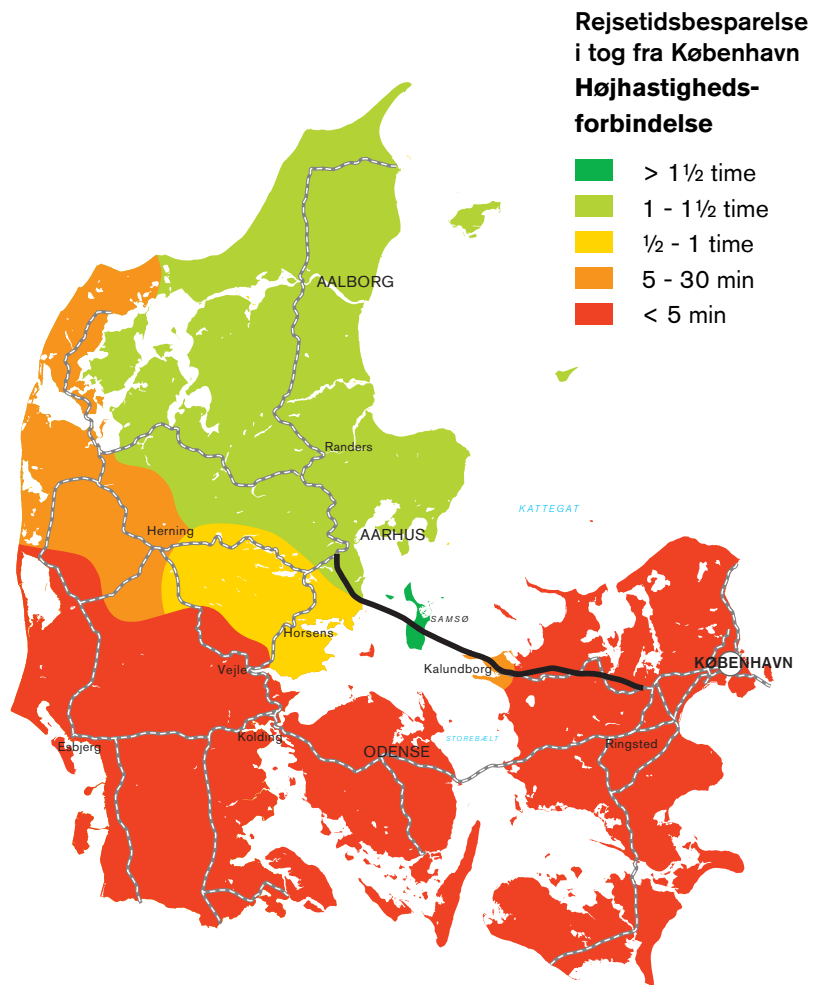 Rejsetidsbesparelse
i tog fra København
Højhastigheds-
forbindelse
> 1½ time
1 - 1½ time
½ - 1 time
5 - 30 min
< 5 min
AALBORG
Randers
KATTEGAT
Herning
AARHUS
SAMSØ
Horsens
Kalundborg
KØBENHAVN
Vejle
Kolding
STOREBÆLT
Ringsted
Esbjerg
ODENSE